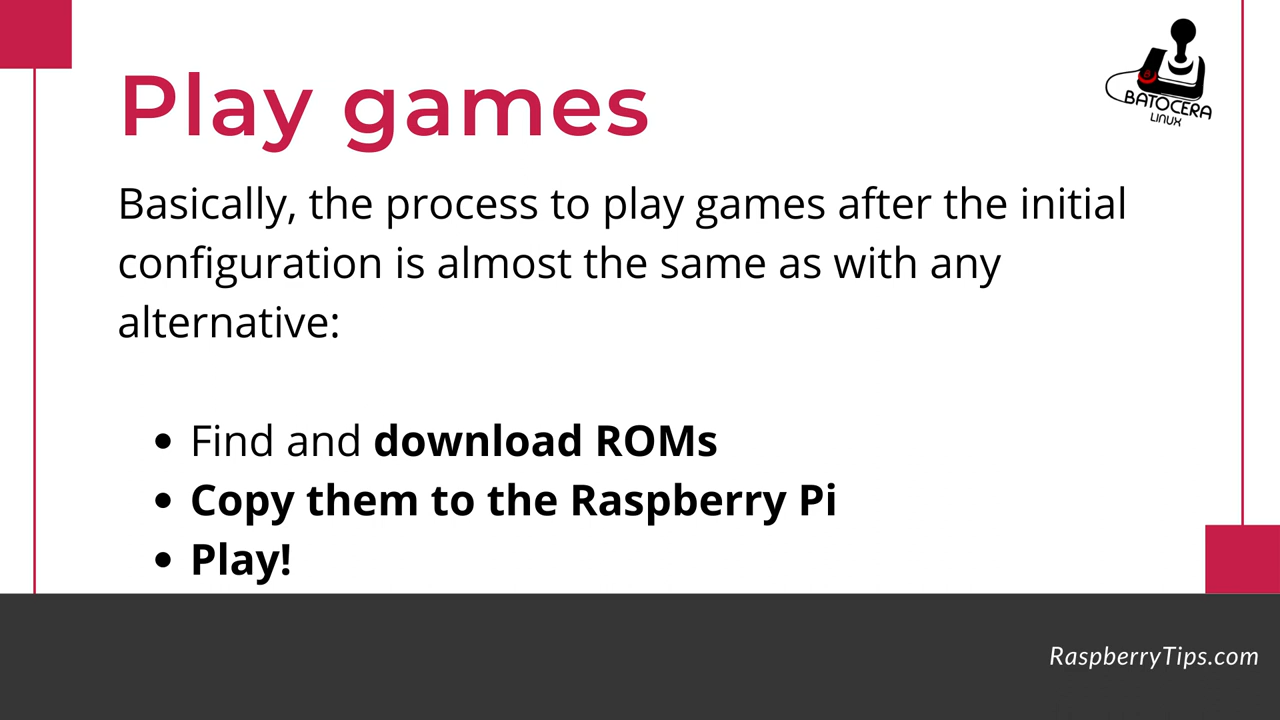 Play games
BATOCERA
LINUX
Basically, the process to play games after the initial
configuration is almost the same as with any
alternative:
• Find and download ROMs
• Copy them to the Raspberry Pi
• Play!
RaspberryTips.com